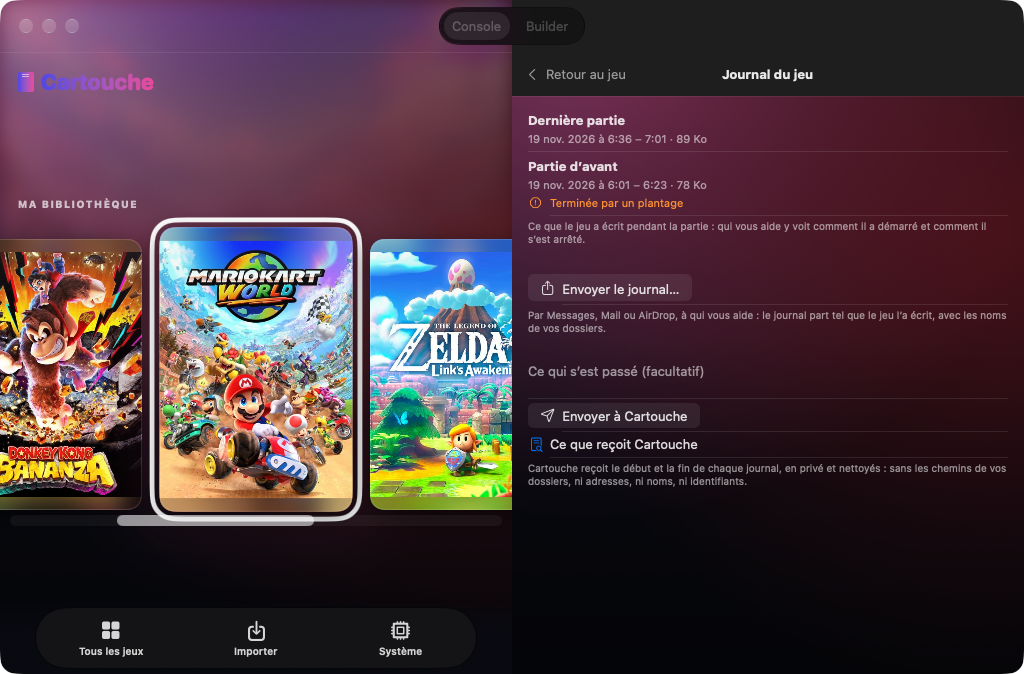 Console
Builder
Cartouche
MA BIBLIOTHÈQUE
DONKEY KONG
BANANZA
MARIOKART
WORLD
THE LEGEND OF
ZELDA
Link's Awakeni
Tous les jeux
Importer
Système
Retour au jeu
Journal du jeu
Dernière partie
19 nov. 2026 à 6:36 – 7:01 · 89 Ko
Partie d’avant
19 nov. 2026 à 6:01 – 6:23 · 78 Ko
Terminée par un plantage
Ce que le jeu a écrit pendant la partie : qui vous aide y voit comment il a démarré et comment il
s’est arrêté.
Envoyer le journal…
Par Messages, Mail ou AirDrop, à qui vous aide : le journal part tel que le jeu l’a écrit, avec les noms
de vos dossiers.
Ce qui s’est passé (facultatif)
Envoyer à Cartouche
Ce que reçoit Cartouche
Cartouche reçoit le début et la fin de chaque journal, en privé et nettoyés : sans les chemins de vos
dossiers, ni adresses, ni noms, ni identifiants.